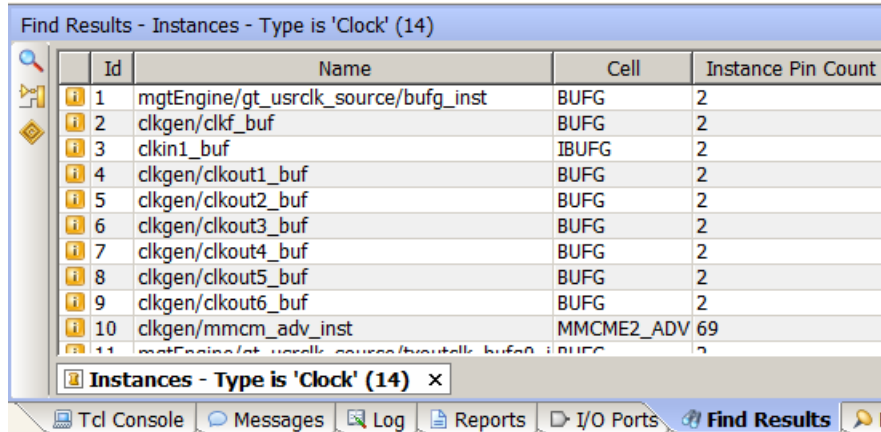 Find Results - Instances - Type is 'Clock' (14)
Id Name Cell Instance Pin Count
1 mgtEngine/gt_usrclk_source/bufg_inst BUFG 2
2 clkgen/clkf_buf BUFG 2
3 clkin1_buf IBUFG 2
4 clkgen/clkout1_buf BUFG 2
5 clkgen/clkout2_buf BUFG 2
6 clkgen/clkout3_buf BUFG 2
7 clkgen/clkout4_buf BUFG 2
8 clkgen/clkout5_buf BUFG 2
9 clkgen/clkout6_buf BUFG 2
10 clkgen/mmcm_adv_inst MMCME2_ADV 69
11 BUFG 2
Instances - Type is 'Clock' (14) ×
Tcl Console Messages Log Reports I/O Ports Find Results